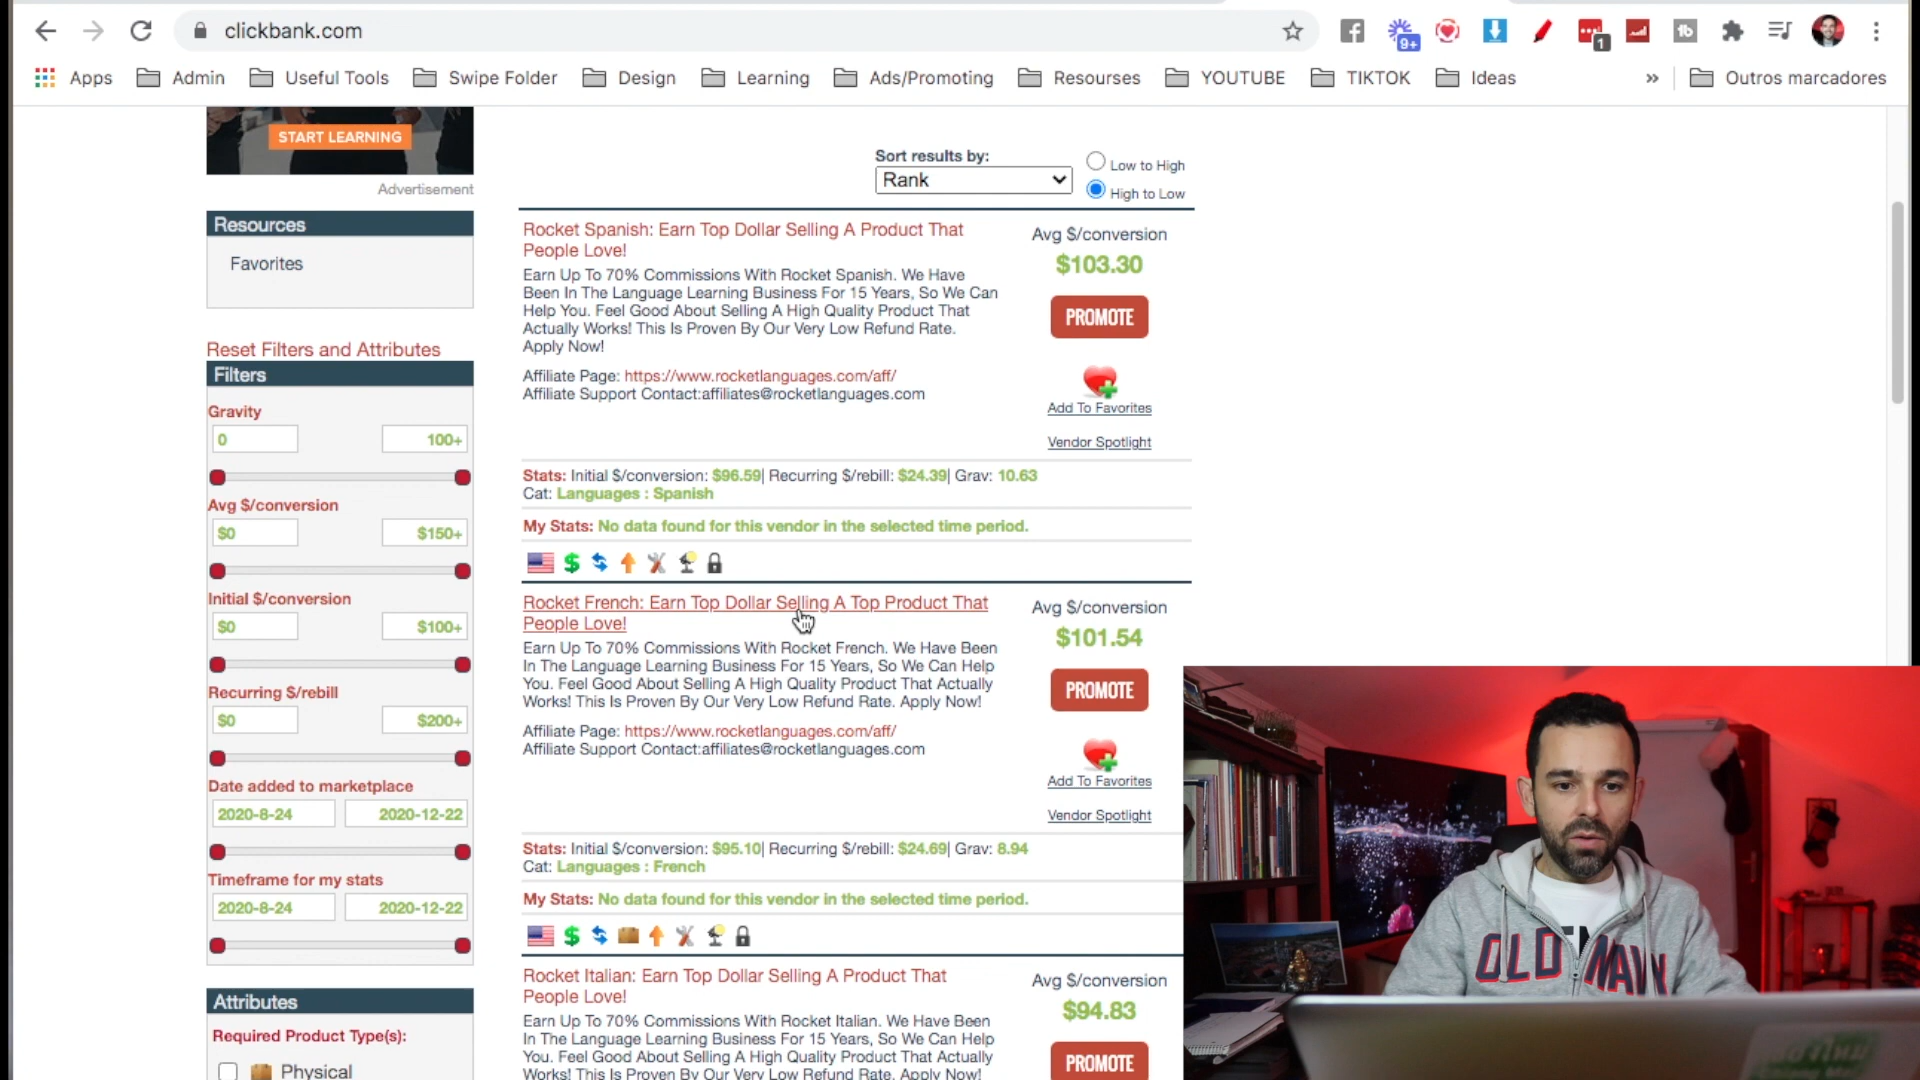 clickbank.com
9+
1
Apps Admin Useful Tools Swipe Folder Design Learning Ads/Promoting Resourses YOUTUBE TIKTOK Ideas » Outros marcadores
START LEARNING
Advertisement
Resources
Favorites
Reset Filters and Attributes
Filters
Gravity
0 100+
Avg $/conversion
$0 $150+
Initial $/conversion
$0 $100+
Recurring $/rebill
$0 $200+
Date added to marketplace
2020-8-24 2020-12-22
Timeframe for my stats
2020-8-24 2020-12-22
Attributes
Required Product Type(s):
Physical
Sort results by:
Rank
Low to High
High to Low
Rocket Spanish: Earn Top Dollar Selling A Product That
People Love!
Earn Up To 70% Commissions With Rocket Spanish. We Have
Been In The Language Learning Business For 15 Years, So We Can
Help You. Feel Good About Selling A High Quality Product That
Actually Works! This Is Proven By Our Very Low Refund Rate.
Apply Now!
Affiliate Page: https://www.rocketlanguages.com/aff/
Affiliate Support Contact:affiliates@rocketlanguages.com
Avg $/conversion
$103.30
PROMOTE
Add To Favorites
Vendor Spotlight
Stats: Initial $/conversion: $96.59| Recurring $/rebill: $24.39| Grav: 10.63
Cat: Languages : Spanish
My Stats: No data found for this vendor in the selected time period.
Rocket French: Earn Top Dollar Selling A Top Product That
People Love!
Earn Up To 70% Commissions With Rocket French. We Have Been
In The Language Learning Business For 15 Years, So We Can Help
You. Feel Good About Selling A High Quality Product That Actually
Works! This Is Proven By Our Very Low Refund Rate. Apply Now!
Affiliate Page: https://www.rocketlanguages.com/aff/
Affiliate Support Contact:affiliates@rocketlanguages.com
Avg $/conversion
$101.54
PROMOTE
Add To Favorites
Vendor Spotlight
Stats: Initial $/conversion: $95.10| Recurring $/rebill: $24.69| Grav: 8.94
Cat: Languages : French
My Stats: No data found for this vendor in the selected time period.
Rocket Italian: Earn Top Dollar Selling A Product That
People Love!
Earn Up To 70% Commissions With Rocket Italian. We Have Been
In The Language Learning Business For 15 Years, So We Can Help
You. Feel Good About Selling A High Quality Product That Actually
Works! This Is Proven By Our Very Low Refund Rate. Apply Now!
Avg $/conversion
$94.83
PROMOTE
OLD NAVY